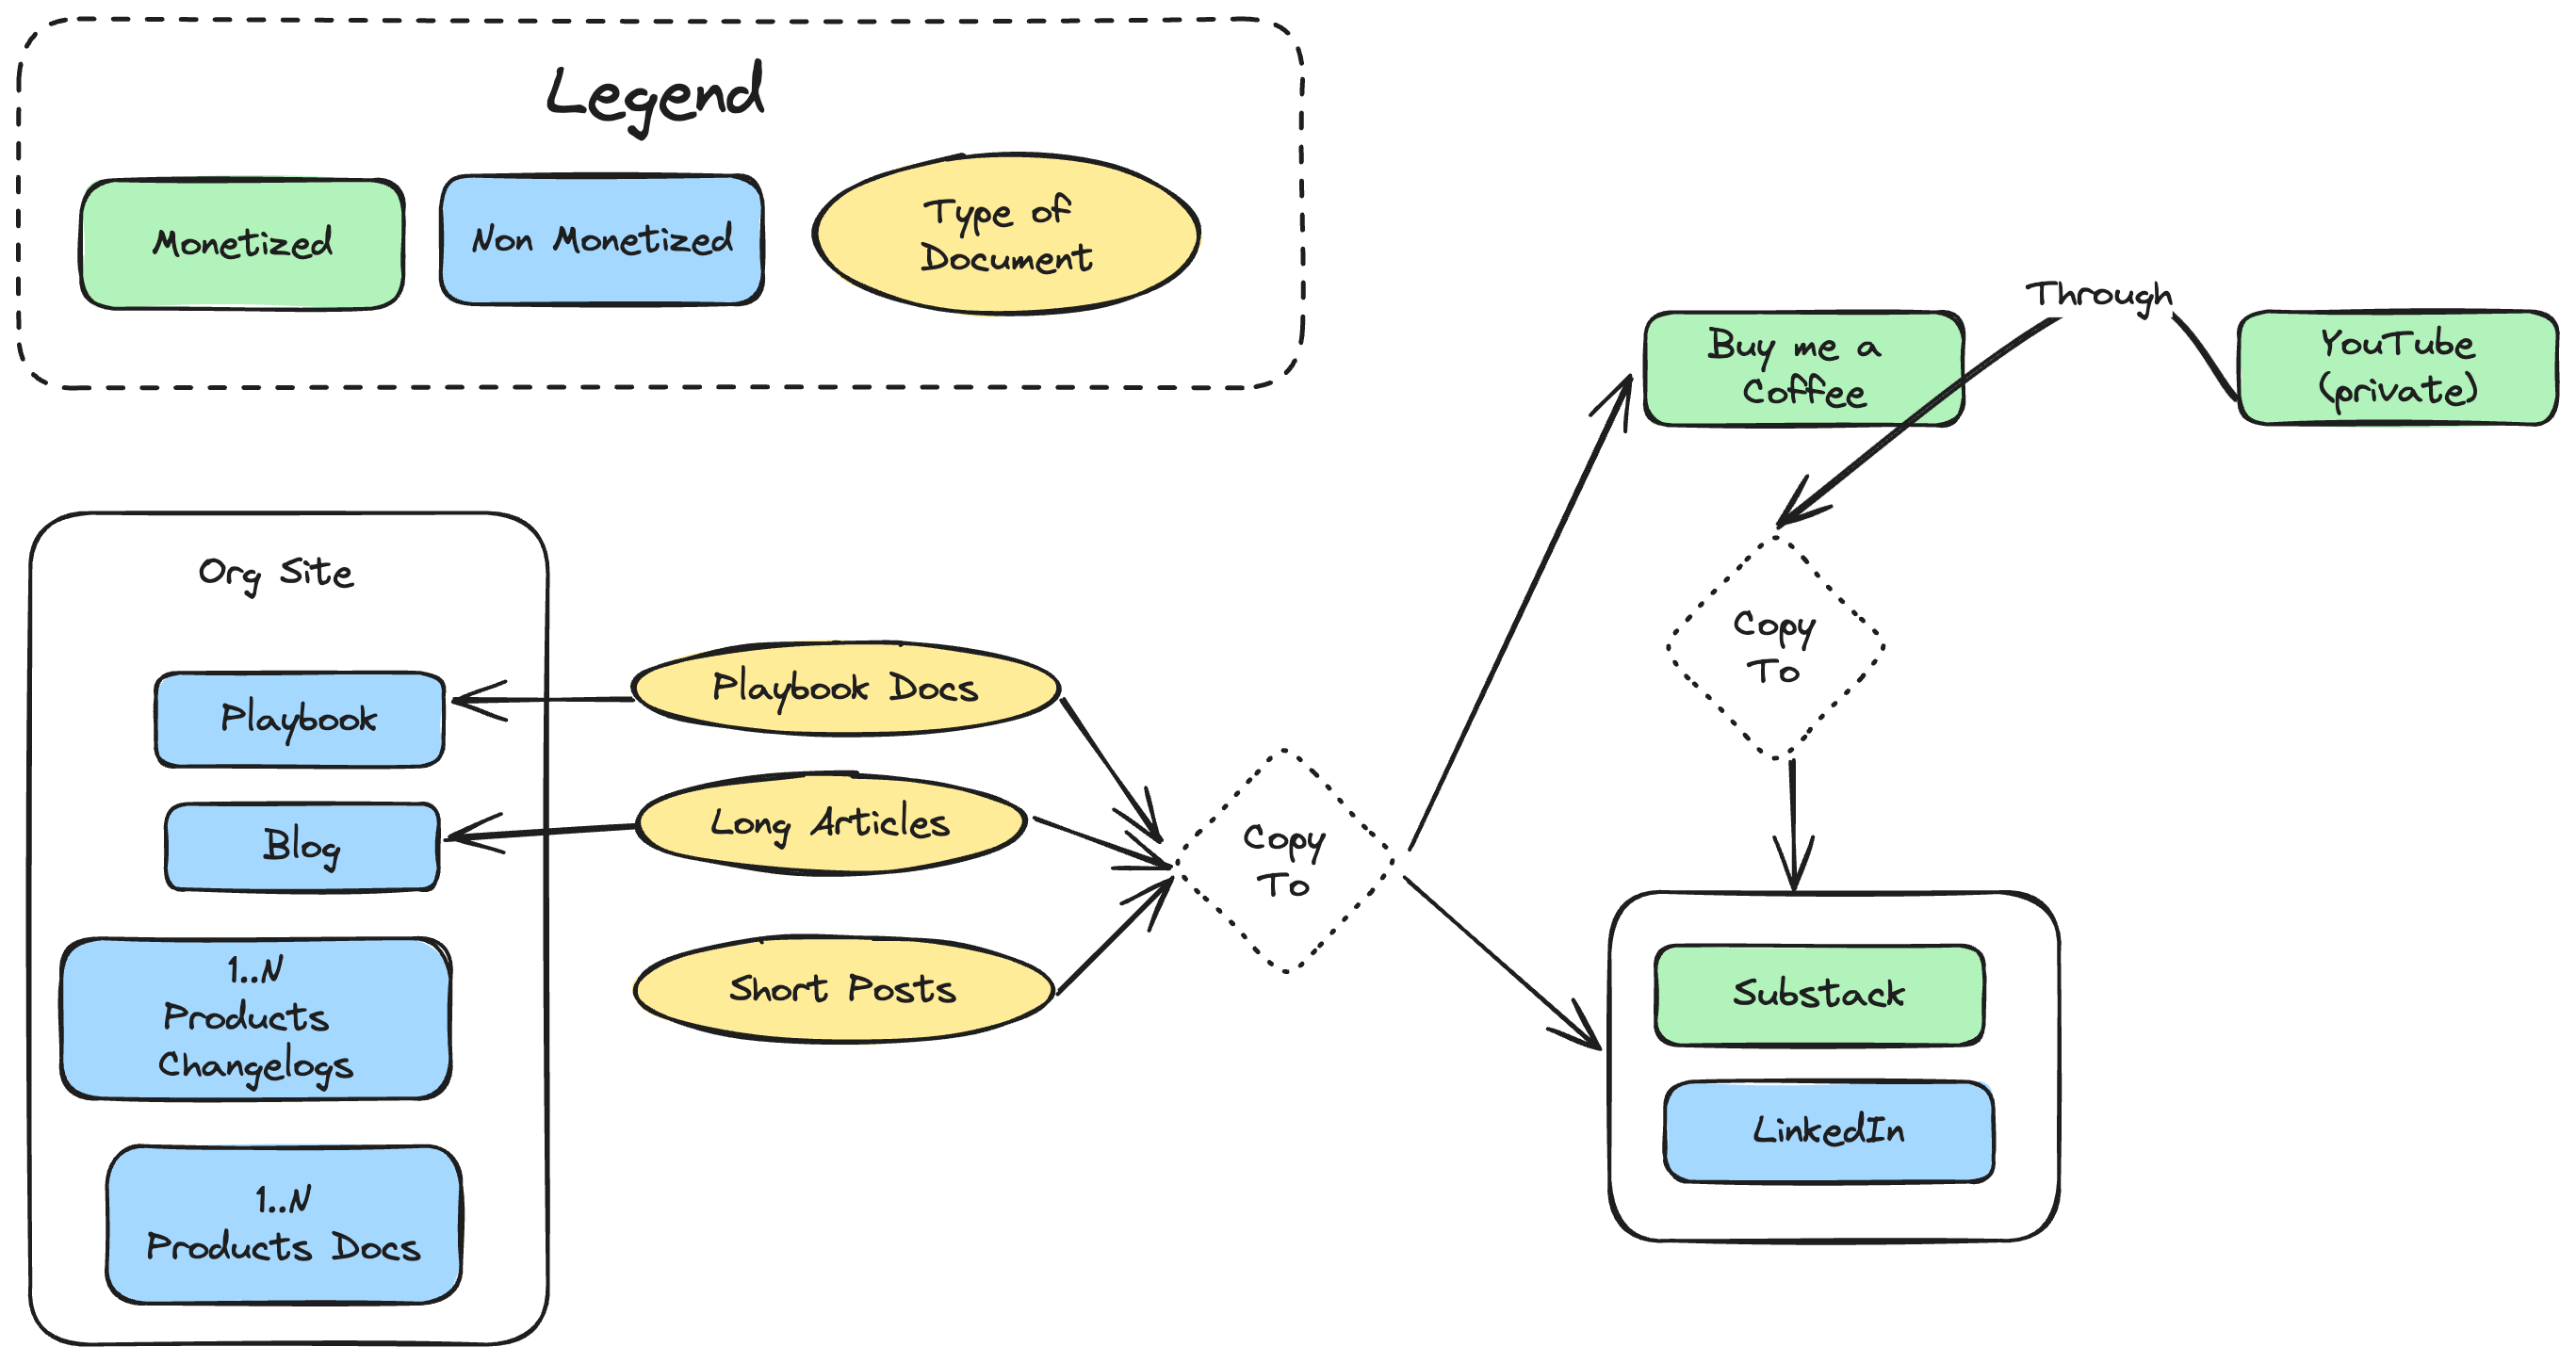 Legend
Monetized
Non Monetized
Type of
Document
Through
Buy me a
Coffee
YouTube
(private)
Org Site
Playbook
Blog
1..N
Products
Changelogs
1..N
Products Docs
Playbook Docs
Long Articles
Short Posts
Copy
To
Copy
To
Substack
LinkedIn